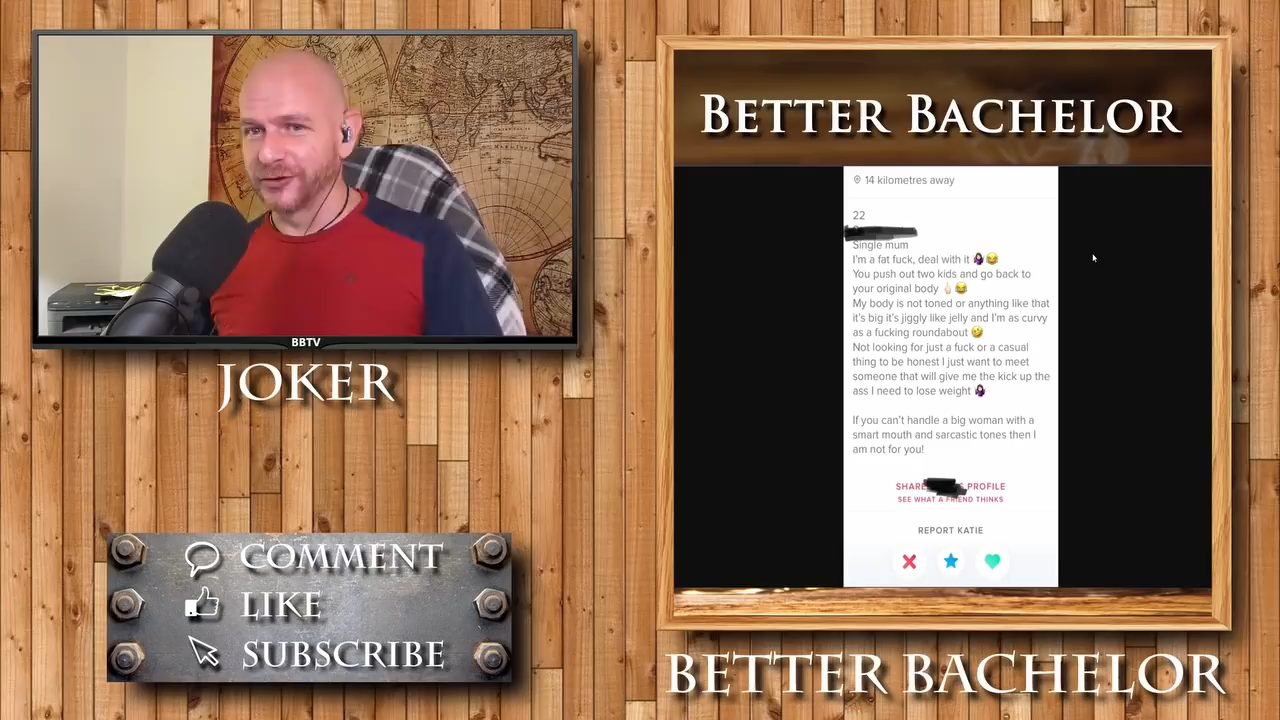 BBTV
JOKER
COMMENT
LIKE
SUBSCRIBE
BETTER BACHELOR
14 kilometres away
22
Single mum
I'm a fat fuck, deal with it 🤷🏻‍♀️😂
You push out two kids and go back to
your original body 🖕🏻😂
My body is not toned or anything like that
it's big it's jiggly like jelly and I'm as curvy
as a fucking roundabout 🤣
Not looking for just a fuck or a casual
thing to be honest I just want to meet
someone that will give me the kick up the
ass I need to lose weight 🤷🏻‍♀️
If you can't handle a big woman with a
smart mouth and sarcastic tones then I
am not for you!
SHARE PROFILE
SEE WHAT A FRIEND THINKS
REPORT KATIE
BETTER BACHELOR